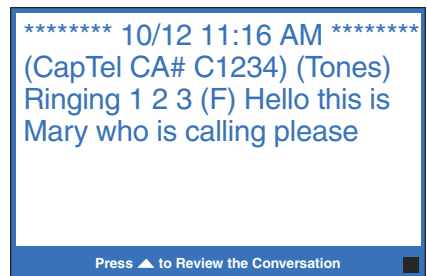 ******** 10/12 11:16 AM ********
(CapTel CA# C1234) (Tones)
Ringing 1 2 3 (F) Hello this is
Mary who is calling please
Press ▲ to Review the Conversation